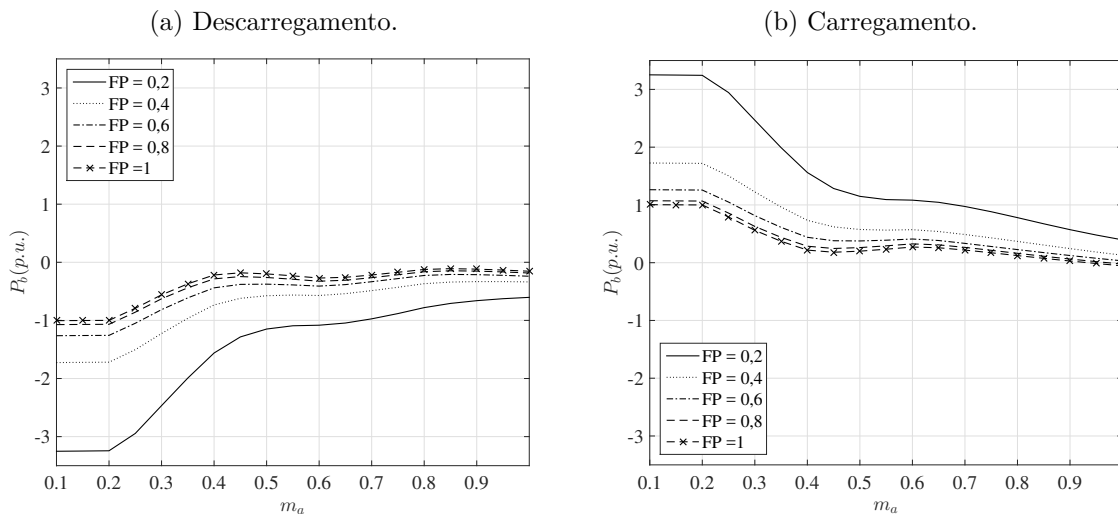 (a) Descarregamento.
3
2
1
0
-1
-2
-3
P_b(p.u.)
FP = 0,2
FP = 0,4
FP = 0,6
FP = 0,8
FP =1
0.1 0.2 0.3 0.4 0.5 0.6 0.7 0.8 0.9
m_a
(b) Carregamento.
3
2
1
0
-1
-2
-3
P_b(p.u.)
FP = 0,2
FP = 0,4
FP = 0,6
FP = 0,8
FP =1
0.1 0.2 0.3 0.4 0.5 0.6 0.7 0.8 0.9
m_a